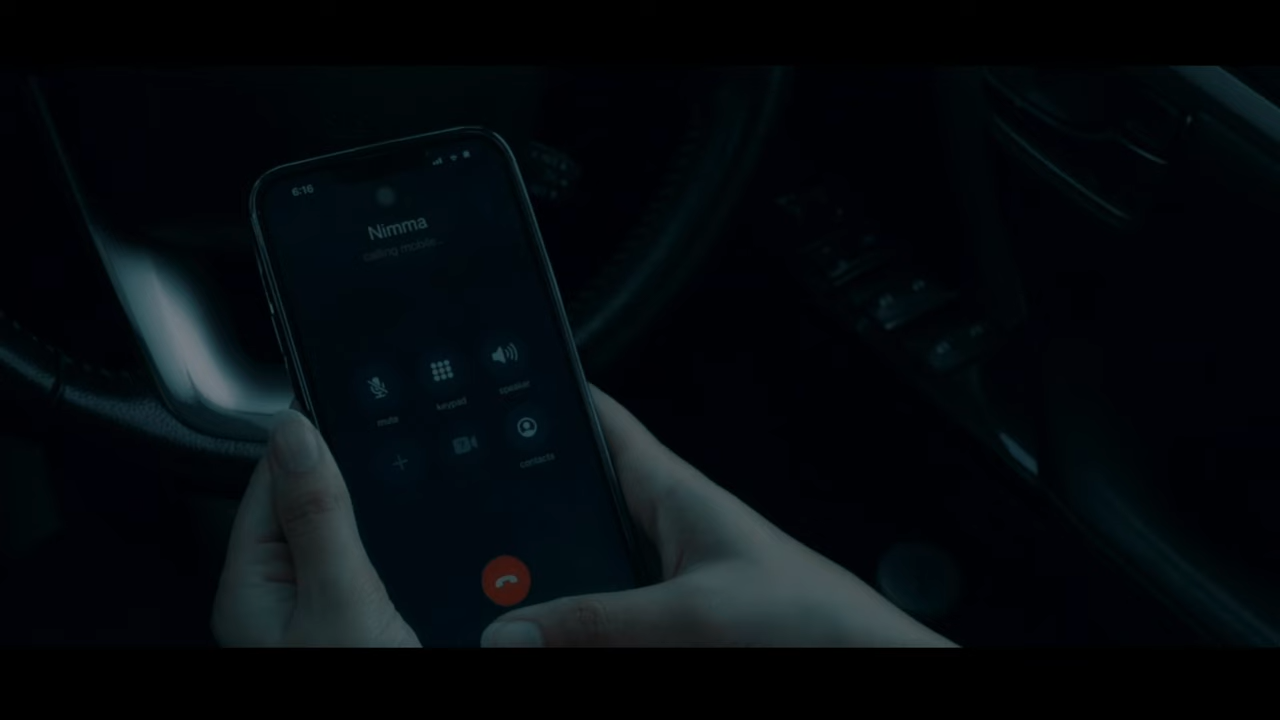 6:16
Nimma
calling mobile...
mute
keypad
speaker
contacts